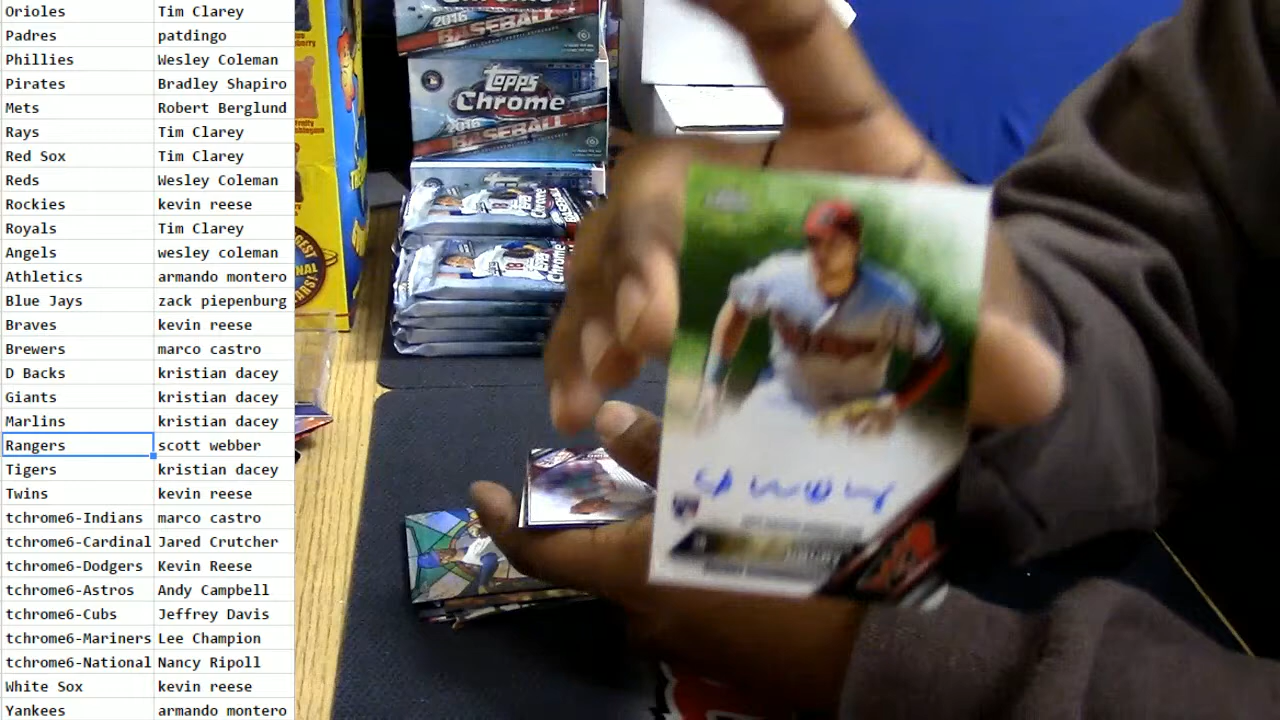 Orioles Tim Clarey
Padres patdingo
Phillies Wesley Coleman
Pirates Bradley Shapiro
Mets Robert Berglund
Rays Tim Clarey
Red Sox Tim Clarey
Reds Wesley Coleman
Rockies kevin reese
Royals Tim Clarey
Angels wesley coleman
Athletics armando montero
Blue Jays zack piepenburg
Braves kevin reese
Brewers marco castro
D Backs kristian dacey
Giants kristian dacey
Marlins kristian dacey
Rangers scott webber
Tigers kristian dacey
Twins kevin reese
tchrome6-Indians marco castro
tchrome6-Cardinal Jared Crutcher
tchrome6-Dodgers Kevin Reese
tchrome6-Astros Andy Campbell
tchrome6-Cubs Jeffrey Davis
tchrome6-Mariners Lee Champion
tchrome6-National Nancy Ripoll
White Sox kevin reese
Yankees armando montero
2016
BASEBALL
Topps
Chrome
2016 BASEBALL
Chrome
Chrome